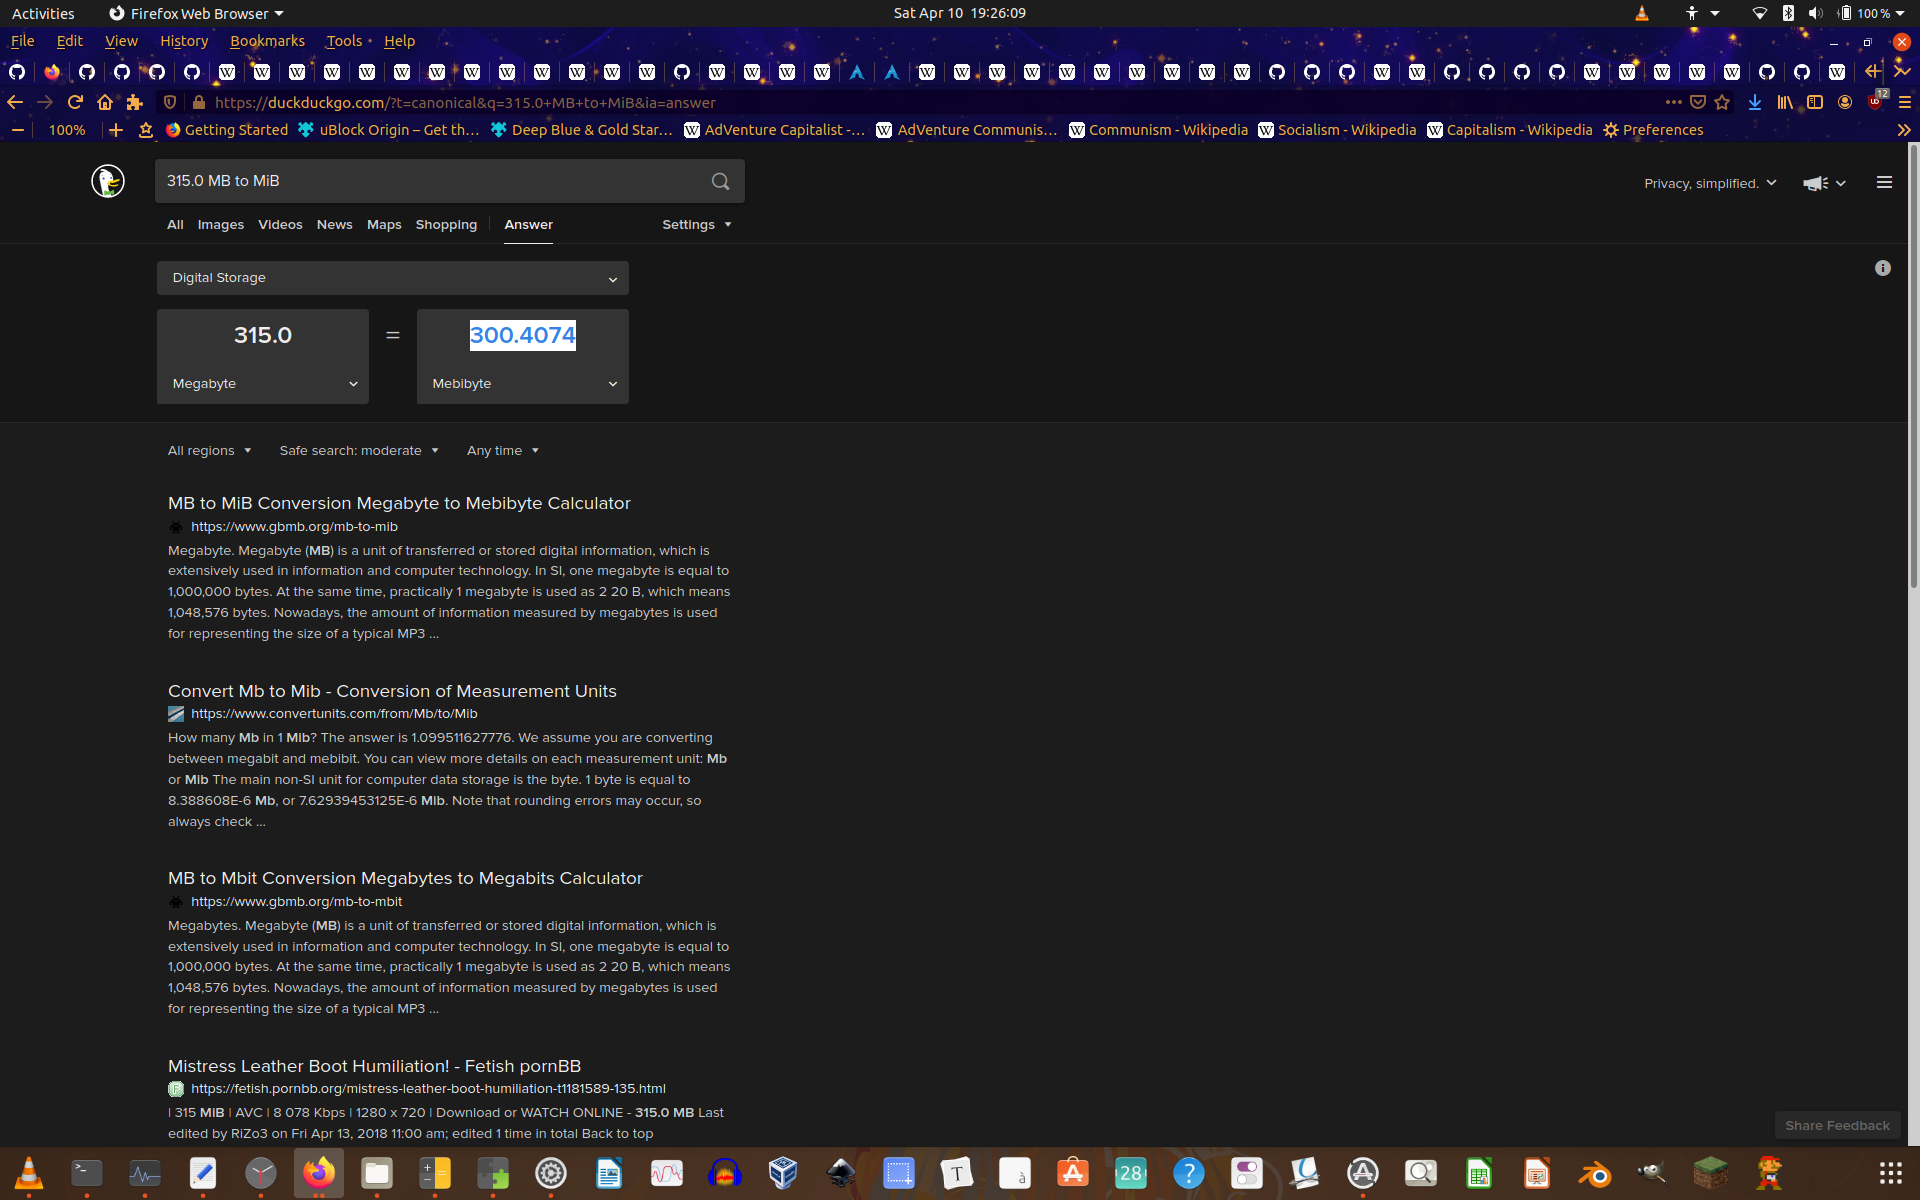 Activities Firefox Web Browser Sat Apr 10 19:26:09 100 %
File Edit View History Bookmarks Tools Help
https://duckduckgo.com/?t=canonical&q=315.0+MB+to+MiB&ia=answer 12
100% Getting Started uBlock Origin – Get th… Deep Blue & Gold Star… AdVenture Capitalist -… AdVenture Communis… Communism - Wikipedia Socialism - Wikipedia Capitalism - Wikipedia Preferences
315.0 MB to MiB Privacy, simplified.
All Images Videos News Maps Shopping Answer Settings
Digital Storage
315.0 = 300.4074
Megabyte Mebibyte
All regions Safe search: moderate Any time
MB to MiB Conversion Megabyte to Mebibyte Calculator
https://www.gbmb.org/mb-to-mib
Megabyte. Megabyte (MB) is a unit of transferred or stored digital information, which is
extensively used in information and computer technology. In SI, one megabyte is equal to
1,000,000 bytes. At the same time, practically 1 megabyte is used as 2 20 B, which means
1,048,576 bytes. Nowadays, the amount of information measured by megabytes is used
for representing the size of a typical MP3 ...
Convert Mb to Mib - Conversion of Measurement Units
https://www.convertunits.com/from/Mb/to/Mib
How many Mb in 1 Mib? The answer is 1.099511627776. We assume you are converting
between megabit and mebibit. You can view more details on each measurement unit: Mb
or Mib The main non-SI unit for computer data storage is the byte. 1 byte is equal to
8.388608E-6 Mb, or 7.62939453125E-6 Mib. Note that rounding errors may occur, so
always check ...
MB to Mbit Conversion Megabytes to Megabits Calculator
https://www.gbmb.org/mb-to-mbit
Megabytes. Megabyte (MB) is a unit of transferred or stored digital information, which is
extensively used in information and computer technology. In SI, one megabyte is equal to
1,000,000 bytes. At the same time, practically 1 megabyte is used as 2 20 B, which means
1,048,576 bytes. Nowadays, the amount of information measured by megabytes is used
for representing the size of a typical MP3 ...
Mistress Leather Boot Humiliation! - Fetish pornBB
https://fetish.pornbb.org/mistress-leather-boot-humiliation-t1181589-135.html
| 315 MiB | AVC | 8 078 Kbps | 1280 x 720 | Download or WATCH ONLINE - 315.0 MB Last
edited by RiZo3 on Fri Apr 13, 2018 11:00 am; edited 1 time in total Back to top
Share Feedback